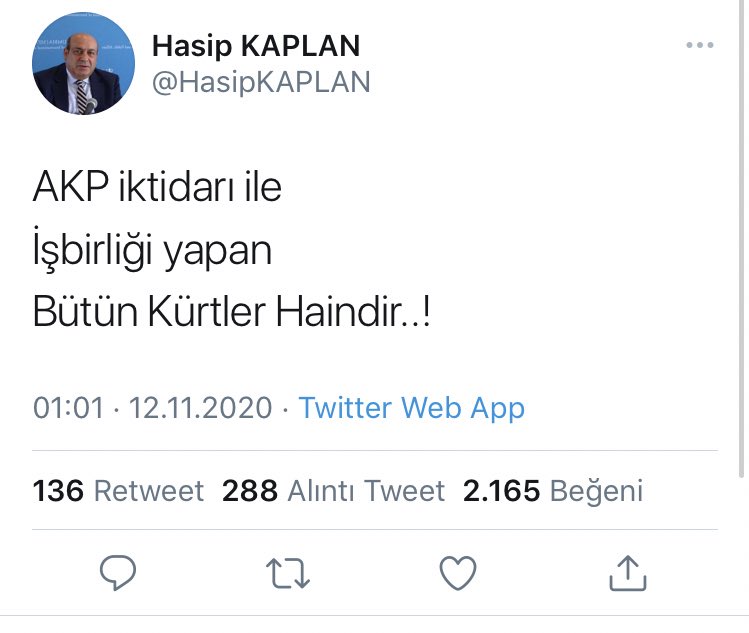 Hasip KAPLAN
@HasipKAPLAN
AKP iktidarı ile
İşbirliği yapan
Bütün Kürtler Haindir..!
01:01 · 12.11.2020 · Twitter Web App
136 Retweet 288 Alıntı Tweet 2.165 Beğeni